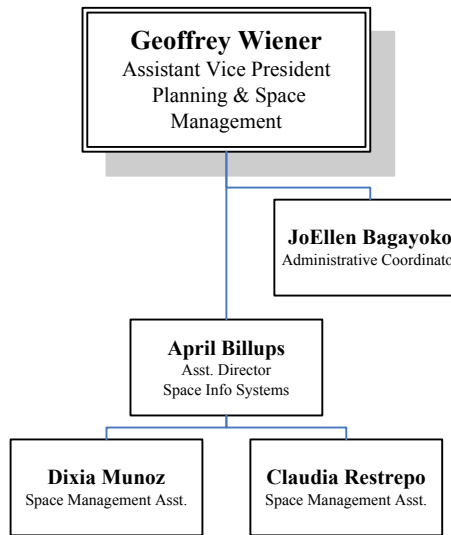 Geoffrey Wiener
Assistant Vice President
Planning & Space
Management
JoEllen Bagayoko
Administrative Coordinator
April Billups
Asst. Director
Space Info Systems
Dixia Munoz
Space Management Asst.
Claudia Restrepo
Space Management Asst.